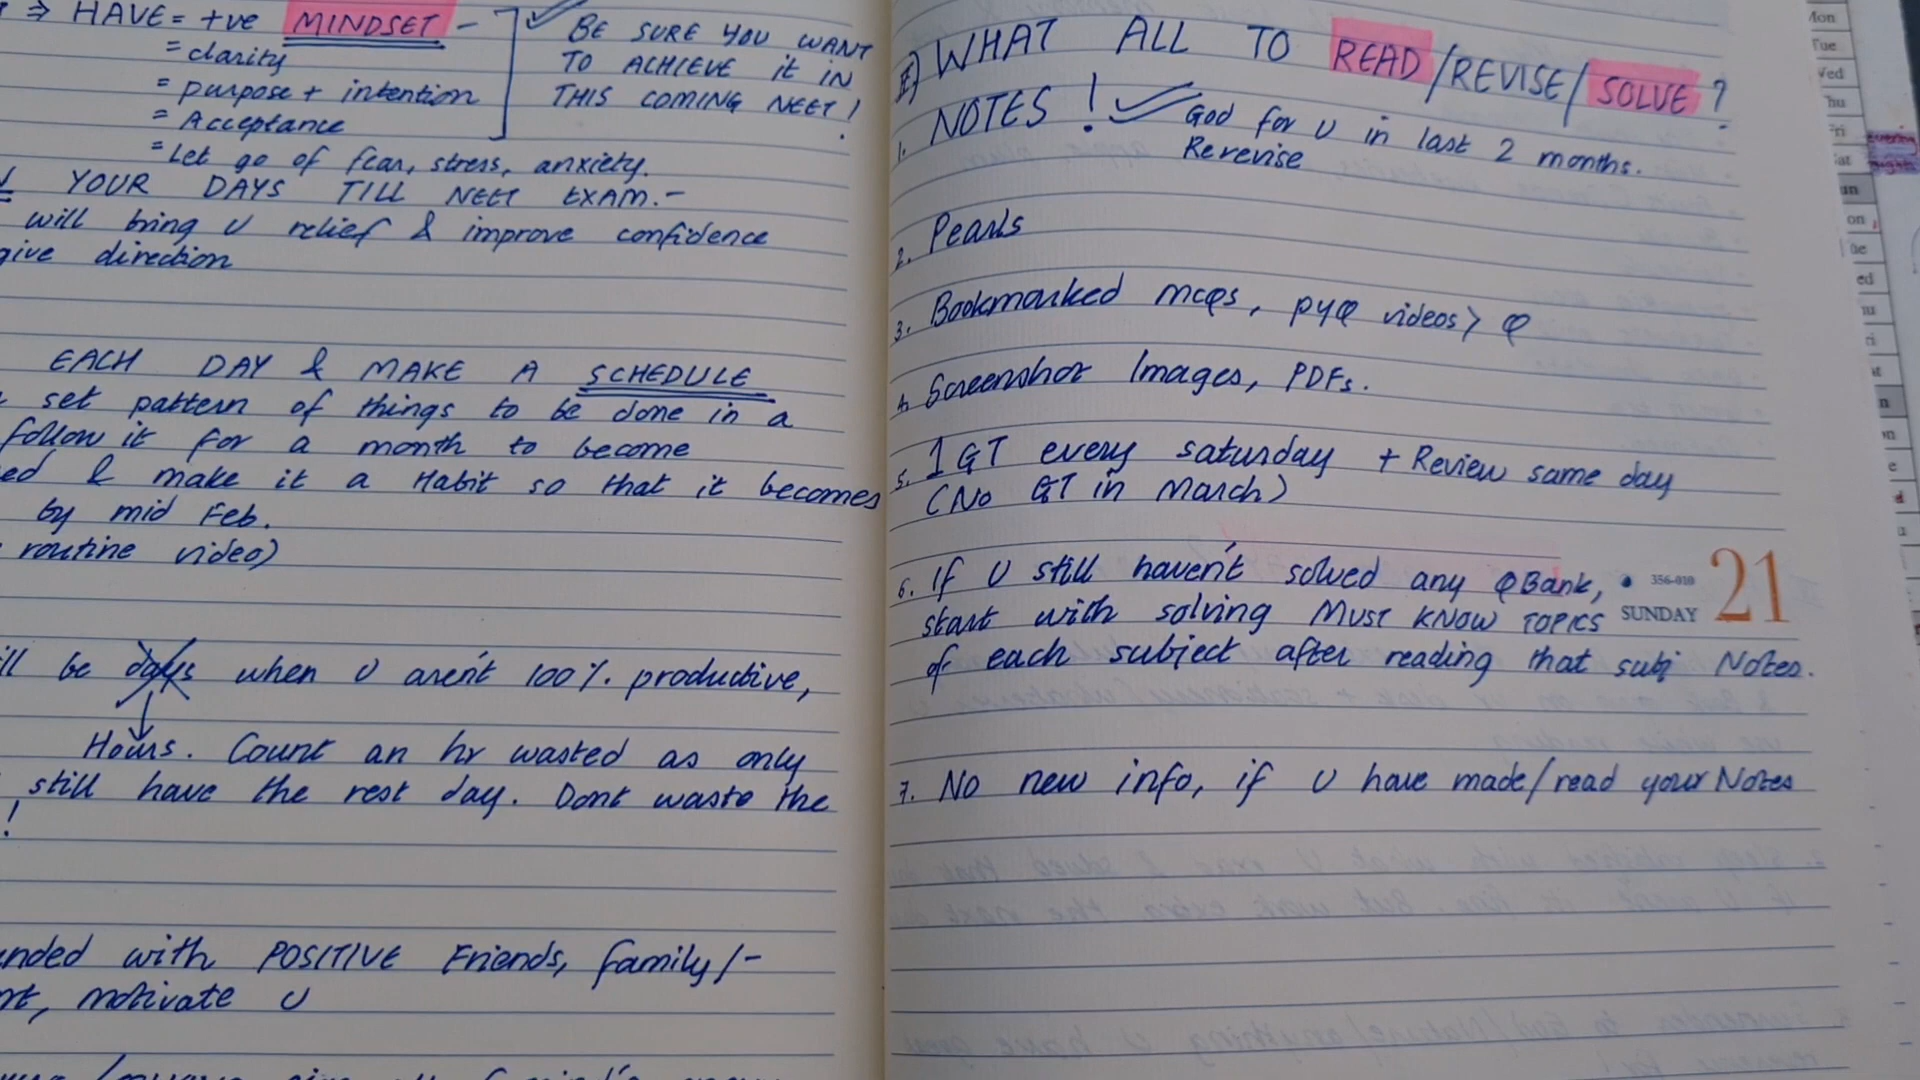 ⇒ HAVE = +ve MINDSET -
= clarity
= purpose + intention
= Acceptance
= Let go of fear, stress, anxiety.
BE SURE YOU WANT
TO ACHIEVE it IN
THIS COMING NEET!
YOUR DAYS TILL NEET EXAM.-
will bring U relief & improve confidence
give direction
EACH DAY & MAKE A SCHEDULE
set pattern of things to be done in a
follow it for a month to become
& make it a Habit so that it becomes
by mid Feb.
routine video)
be days when U aren't 100% productive,
Hours. Count an hr wasted as only
still have the rest day. Dont waste the
!
with POSITIVE Friends, family/-
motivate U
II) WHAT ALL TO READ/REVISE/SOLVE?
1. NOTES! God for U in last 2 months.
Rerevise
2. Pearls
3. Bookmarked mcqs, pyq videos> Q
4. Screenshot Images, PDFs.
5. 1 GT every saturday + Review same day
(No GT in March)
6. If U still haven't solved any QBank,
start with solving MUST KNOW TOPICS
of each subject after reading that subj Notes.
356-010
SUNDAY 21
7. No new info, if U have made/read your Notes
Mon
Tue